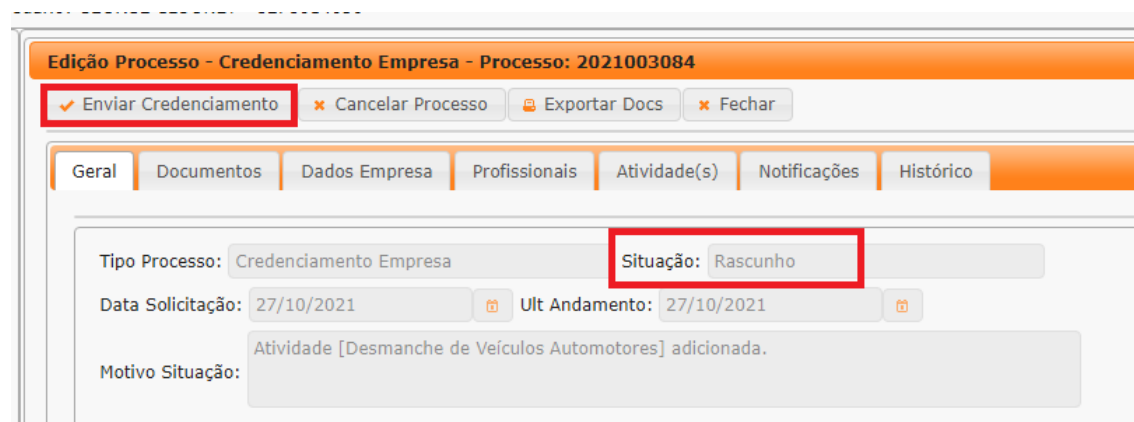 Edição Processo - Credenciamento Empresa - Processo: 2021003084
Enviar Credenciamento Cancelar Processo Exportar Docs Fechar
Geral Documentos Dados Empresa Profissionais Atividade(s) Notificações Histórico
Tipo Processo: Credenciamento Empresa Situação: Rascunho
Data Solicitação: 27/10/2021 Ult Andamento: 27/10/2021
Atividade [Desmanche de Veículos Automotores] adicionada.
Motivo Situação: